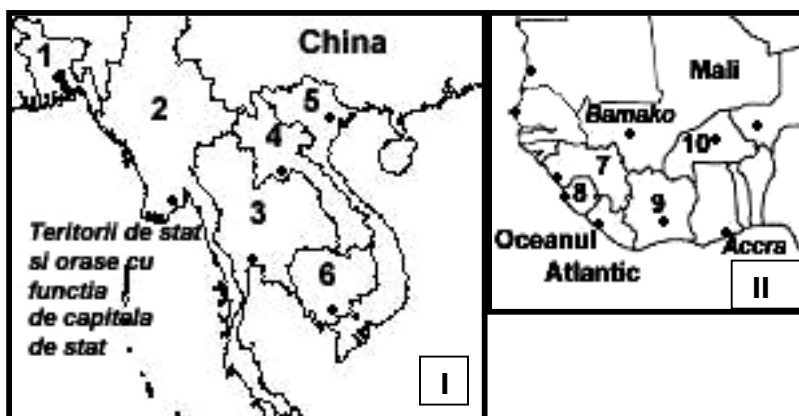 China
1
2
5
4
3
6
Teritorii de stat
si orase cu
functia
de capitala
de stat
I
Mali
Bamako
10
7
8
9
Oceanul
Atlantic
Accra
II